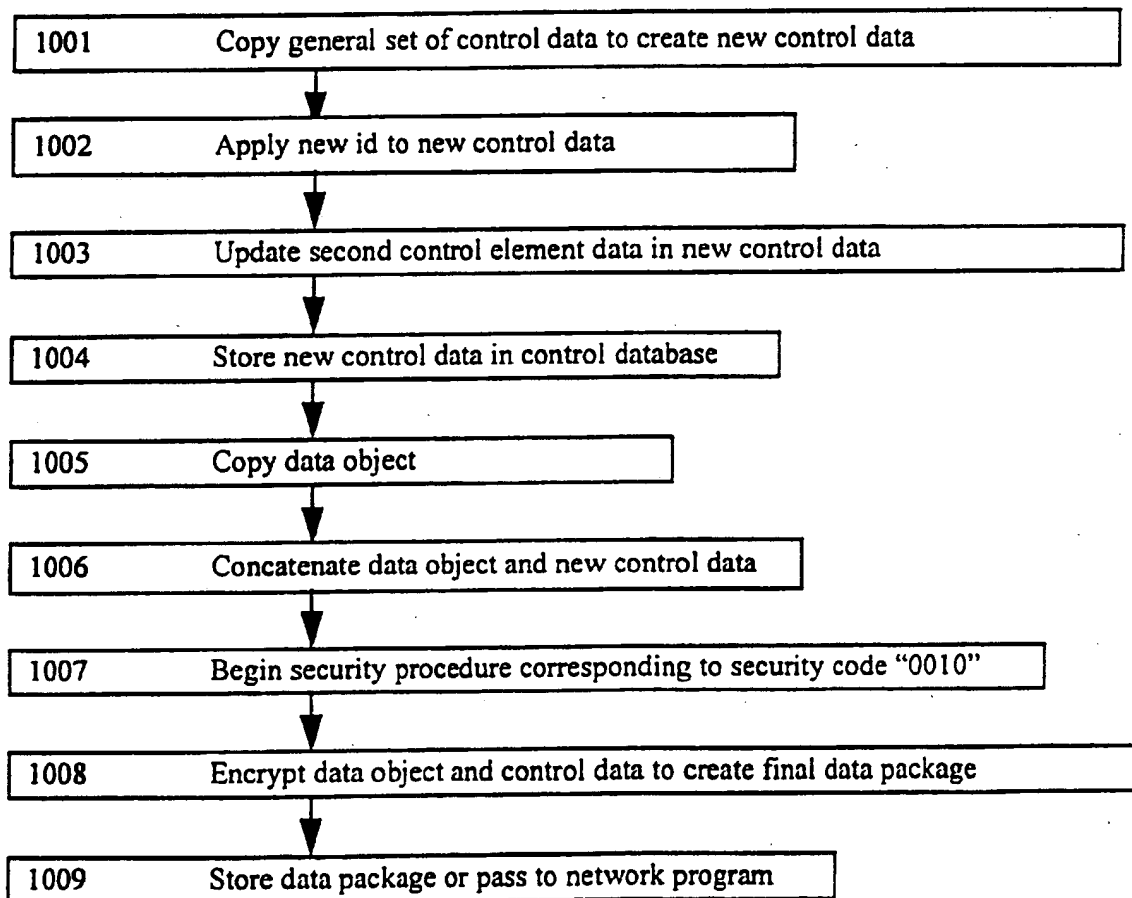 1001 Copy general set of control data to create new control data
1002 Apply new id to new control data
1003 Update second control element data in new control data
1004 Store new control data in control database
1005 Copy data object
1006 Concatenate data object and new control data
1007 Begin security procedure corresponding to security code “0010”
1008 Encrypt data object and control data to create final data package
1009 Store data package or pass to network program